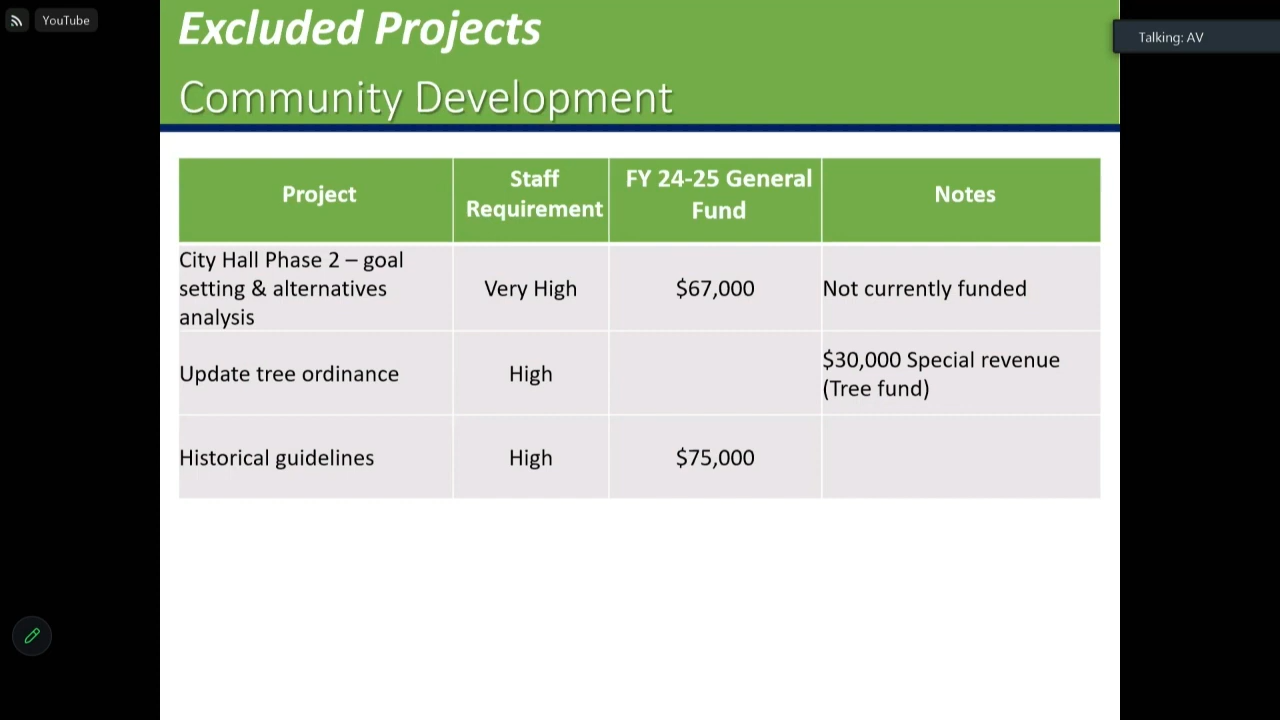 YouTube
Talking: AV
Excluded Projects
Community Development
Project
Staff
Requirement
FY 24-25 General
Fund
Notes
City Hall Phase 2 – goal
setting & alternatives
analysis
Very High
$67,000
Not currently funded
Update tree ordinance
High
$30,000 Special revenue
(Tree fund)
Historical guidelines
High
$75,000